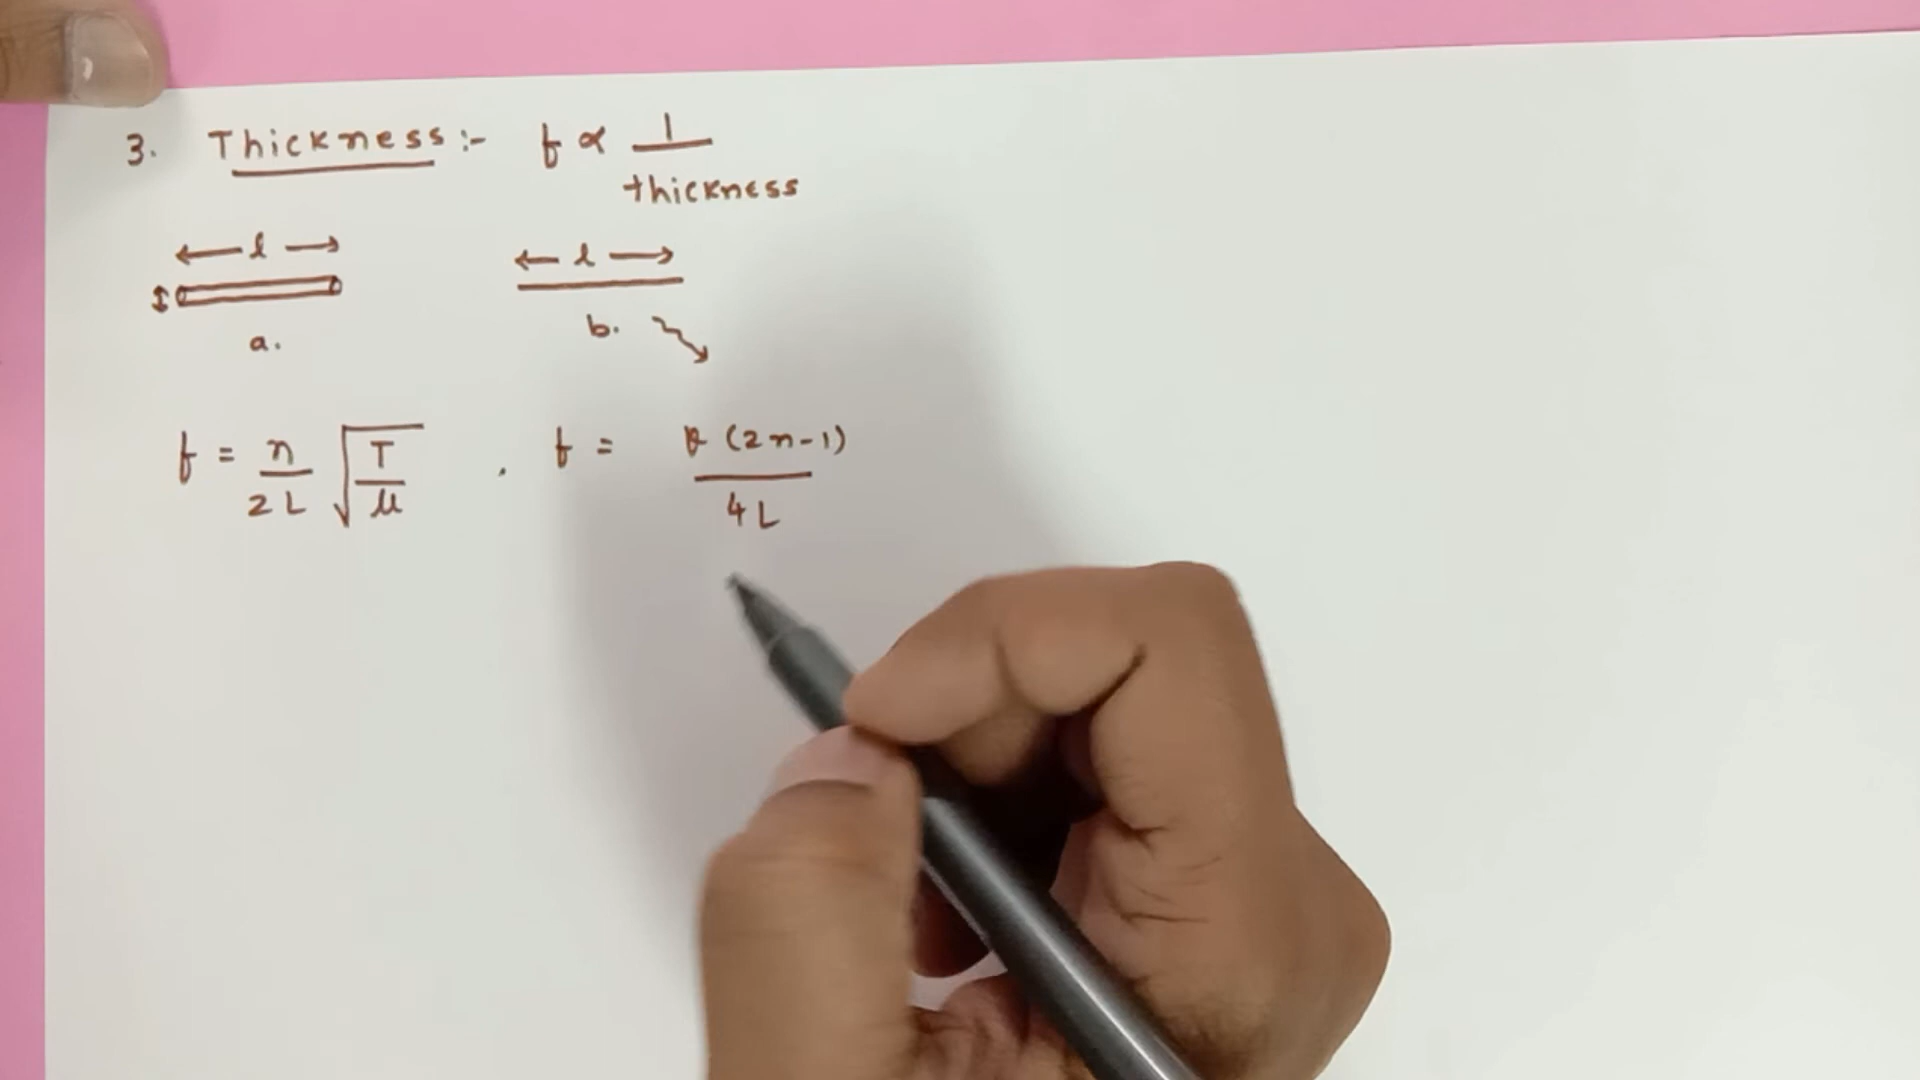 3. Thickness:- f ∝ 1 / thickness
← l → ← l →
a. b.
f = n/2L √(T/μ) . f = v(2n-1)/4L